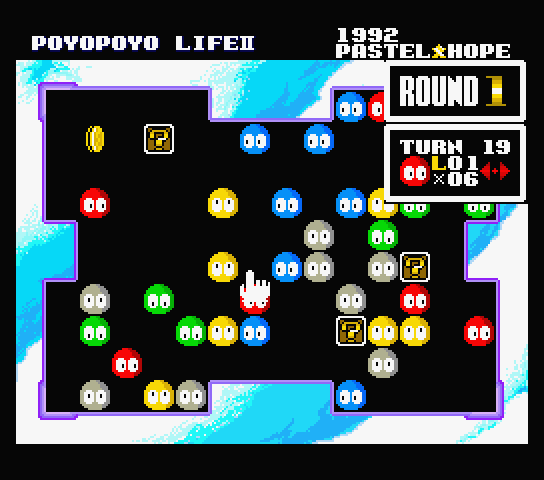 POYOPOYO LIFEII
1992
PASTEL★HOPE
ROUND 1
TURN 19
L01
×06
?
?
?